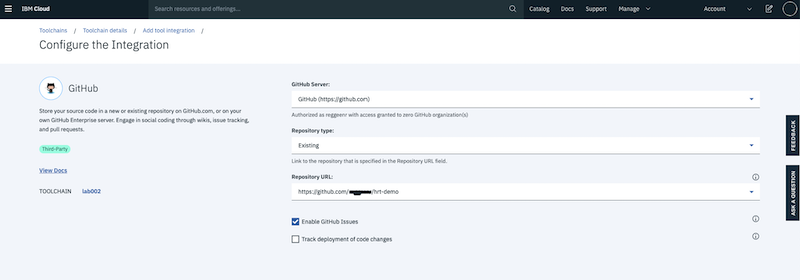 IBM Cloud
Search resources and offerings...
Catalog
Docs
Support
Manage
Account
Toolchains / Toolchain details / Add tool integration /
Configure the Integration
GitHub
Store your source code in a new or existing repository on GitHub.com, or on your
own GitHub Enterprise server. Engage in social coding through wikis, issue tracking,
and pull requests.
Third-Party
View Docs
TOOLCHAIN lab002
GitHub Server:
GitHub (https://github.com)
Authorized as reggeenr with access granted to zero GitHub organization(s)
Repository type:
Existing
Link to the repository that is specified in the Repository URL field.
Repository URL:
https://github.com/ /hrt-demo
Enable GitHub Issues
Track deployment of code changes
FEEDBACK
ASK A QUESTION